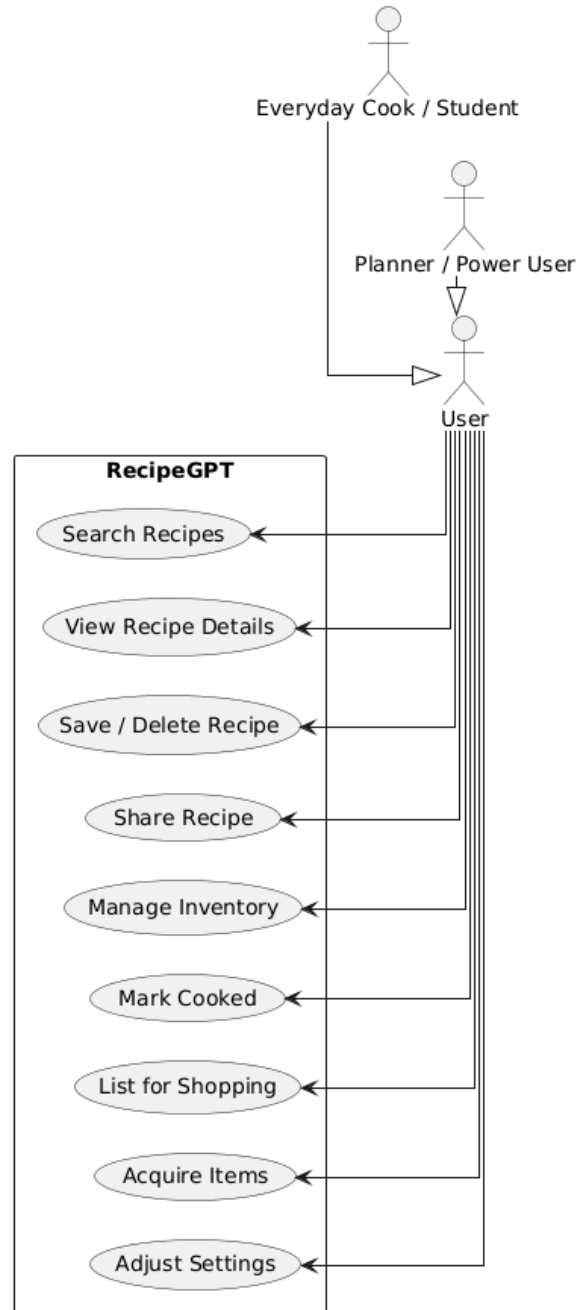 Everyday Cook / Student
Planner / Power User
User
RecipeGPT
Search Recipes
View Recipe Details
Save / Delete Recipe
Share Recipe
Manage Inventory
Mark Cooked
List for Shopping
Acquire Items
Adjust Settings